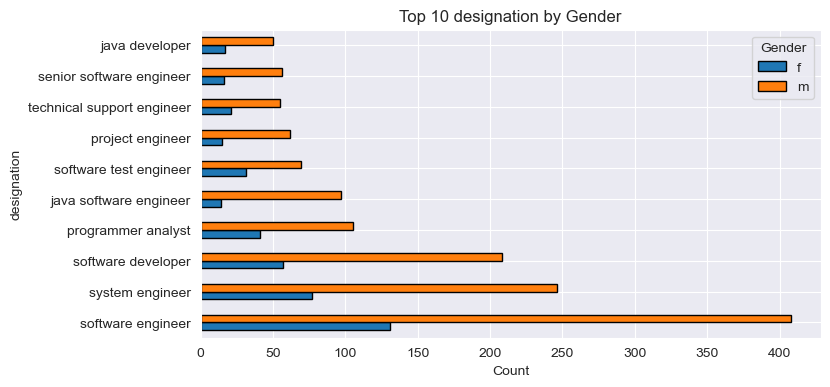 Top 10 designation by Gender
Gender
f
m
designation
java developer
senior software engineer
technical support engineer
project engineer
software test engineer
java software engineer
programmer analyst
software developer
system engineer
software engineer
0 50 100 150 200 250 300 350 400
Count